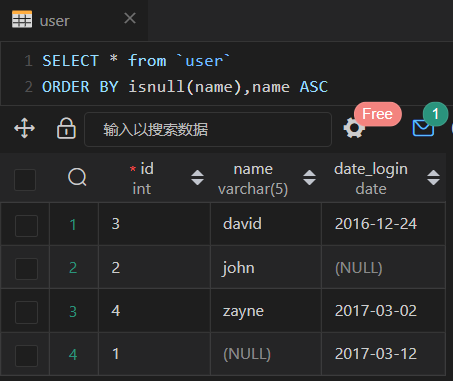 user
1 SELECT * from `user`
2 ORDER BY isnull(name),name ASC
输入以搜索数据 Free 1
* id name date_login
int varchar(5) date
1 3 david 2016-12-24
2 2 john (NULL)
3 4 zayne 2017-03-02
4 1 (NULL) 2017-03-12